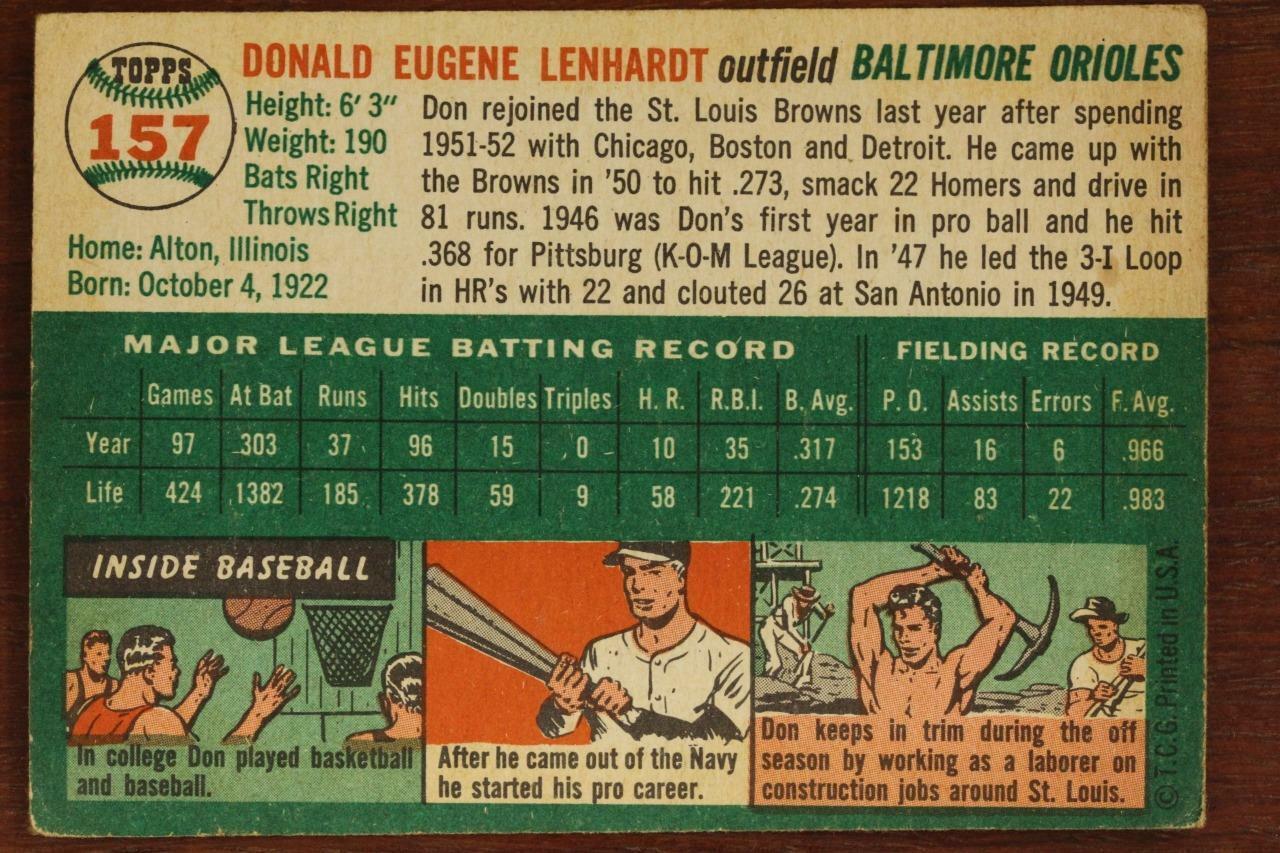 TOPPS
157
DONALD EUGENE LENHARDT outfield BALTIMORE ORIOLES
Height: 6' 3"
Weight: 190
Bats Right
Throws Right
Home: Alton, Illinois
Born: October 4, 1922
Don rejoined the St. Louis Browns last year after spending
1951-52 with Chicago, Boston and Detroit. He came up with
the Browns in '50 to hit .273, smack 22 Homers and drive in
81 runs. 1946 was Don's first year in pro ball and he hit
.368 for Pittsburg (K-O-M League). In '47 he led the 3-I Loop
in HR's with 22 and clouted 26 at San Antonio in 1949.
MAJOR LEAGUE BATTING RECORD FIELDING RECORD
Games At Bat Runs Hits Doubles Triples H. R. R.B.I. B. Avg. P. O. Assists Errors F. Avg.
Year 97 303 37 96 15 0 10 35 .317 153 16 6 .966
Life 424 1382 185 378 59 9 58 221 .274 1218 83 22 .983
INSIDE BASEBALL
In college Don played basketball
and baseball.
After he came out of the Navy
he started his pro career.
Don keeps in trim during the off
season by working as a laborer on
construction jobs around St. Louis.
© T.C.G. Printed in U.S.A.